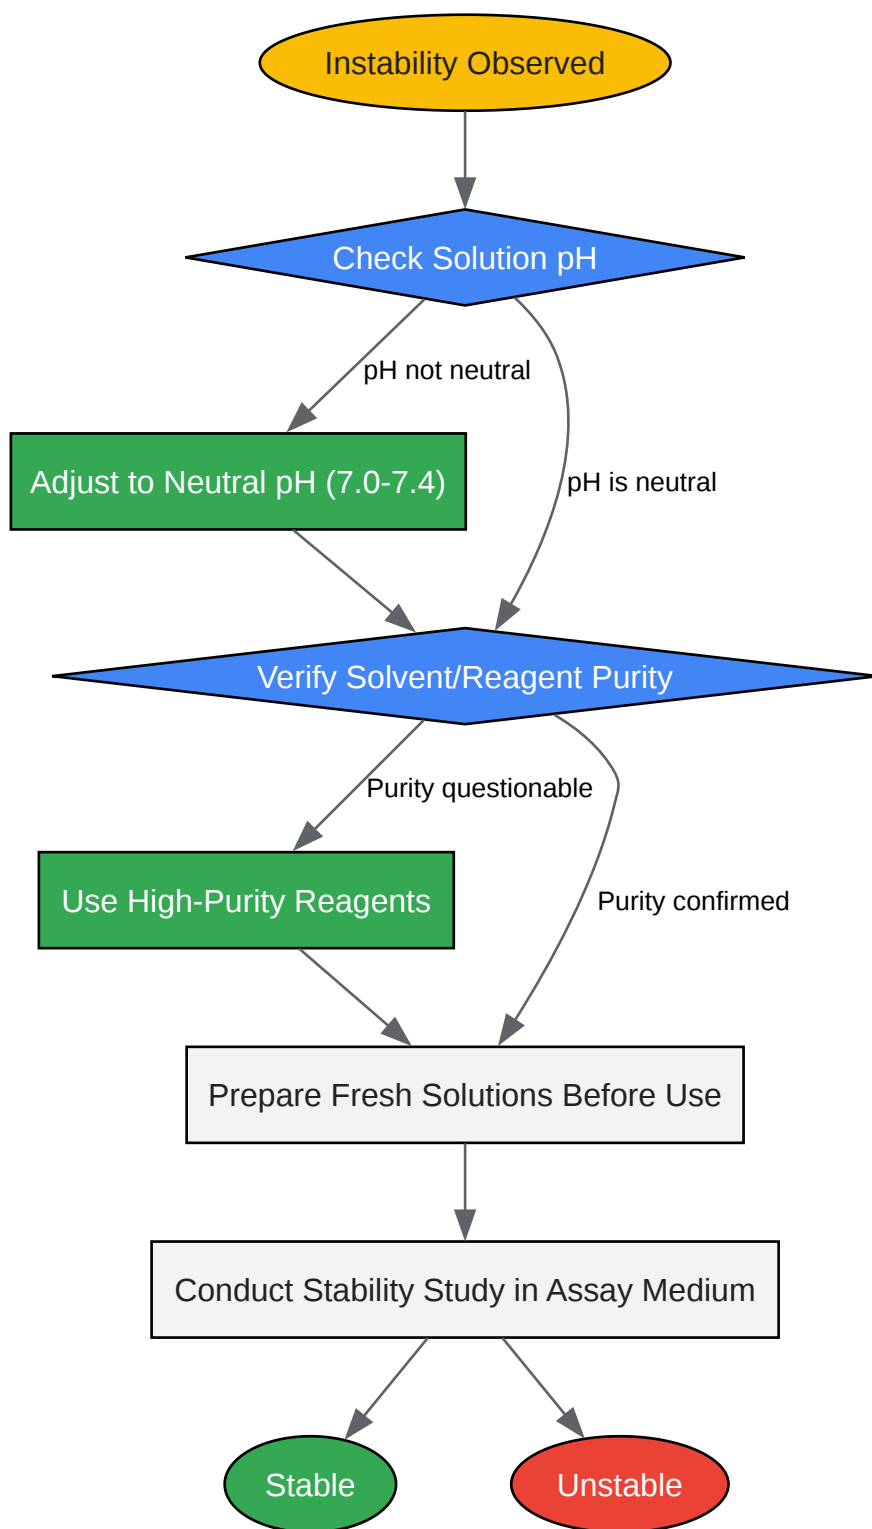 Instability Observed
Check Solution pH
pH not neutral
Adjust to Neutral pH (7.0-7.4)
pH is neutral
Verify Solvent/Reagent Purity
Purity questionable
Use High-Purity Reagents
Purity confirmed
Prepare Fresh Solutions Before Use
Conduct Stability Study in Assay Medium
Stable
Unstable